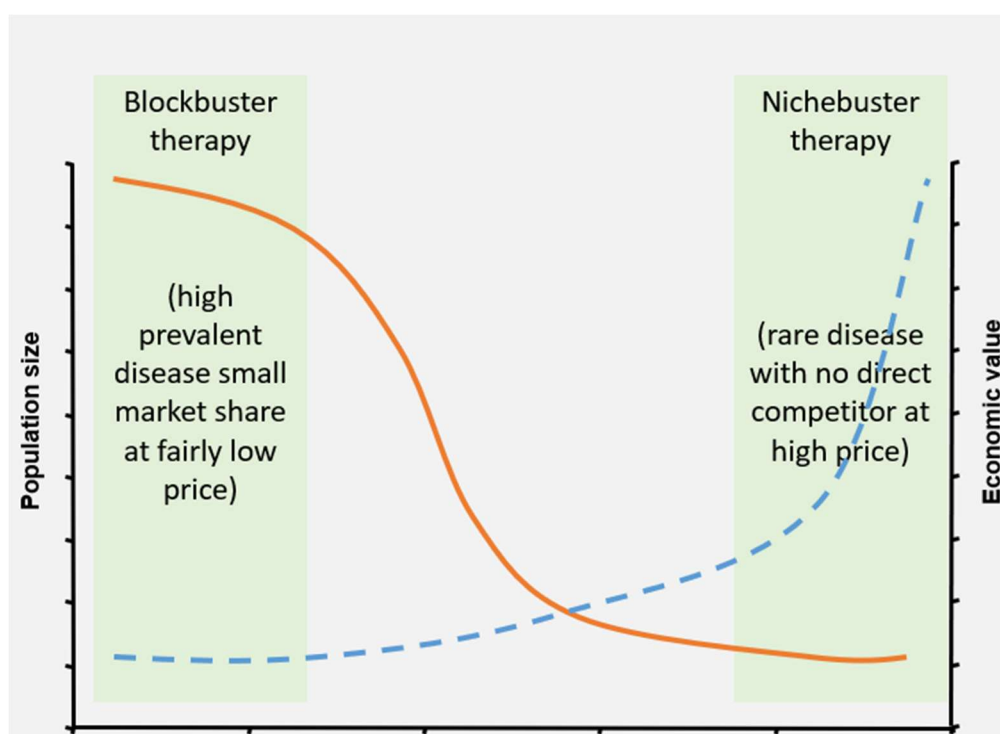 Blockbuster
therapy
Nichebuster
therapy
(high
prevalent
disease small
market share
at fairly low
price)
(rare disease
with no direct
competitor at
high price)
Population size
Economic value